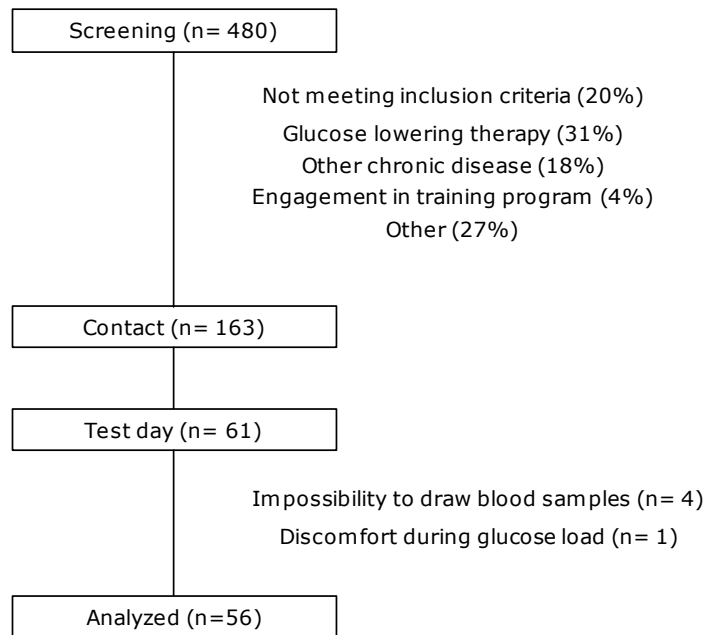 Screening (n= 480)
Not meeting inclusion criteria (20%)
Glucose lowering therapy (31%)
Other chronic disease (18%)
Engagement in training program (4%)
Other (27%)
Contact (n= 163)
Test day (n= 61)
Impossibility to draw blood samples (n= 4)
Discomfort during glucose load (n= 1)
Analyzed (n=56)